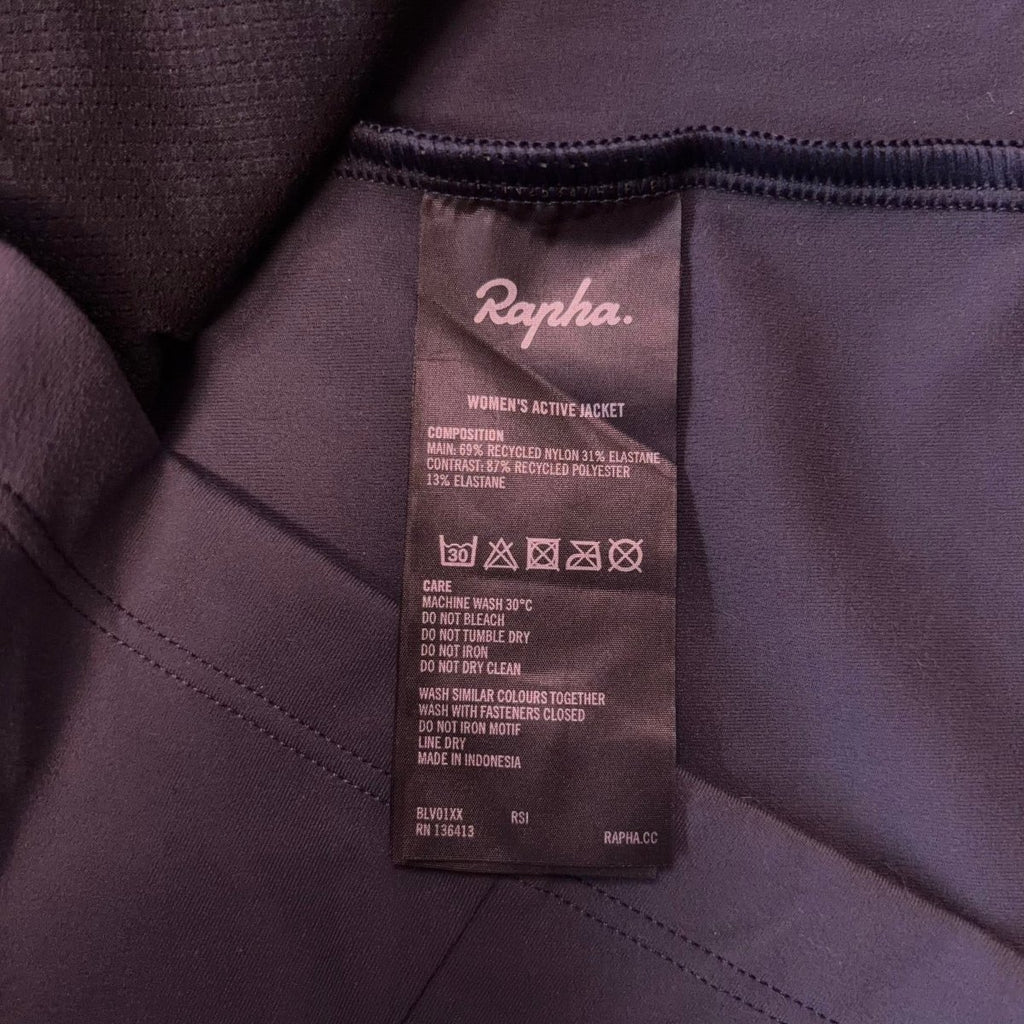 Rapha.
WOMEN'S ACTIVE JACKET
COMPOSITION
MAIN: 69% RECYCLED NYLON 31% ELASTANE
CONTRAST: 87% RECYCLED POLYESTER
13% ELASTANE
30
CARE
MACHINE WASH 30°C
DO NOT BLEACH
DO NOT TUMBLE DRY
DO NOT IRON
DO NOT DRY CLEAN
WASH SIMILAR COLOURS TOGETHER
WASH WITH FASTENERS CLOSED
DO NOT IRON MOTIF
LINE DRY
MADE IN INDONESIA
BLV01XX RSI
RN 136413 RAPHA.CC